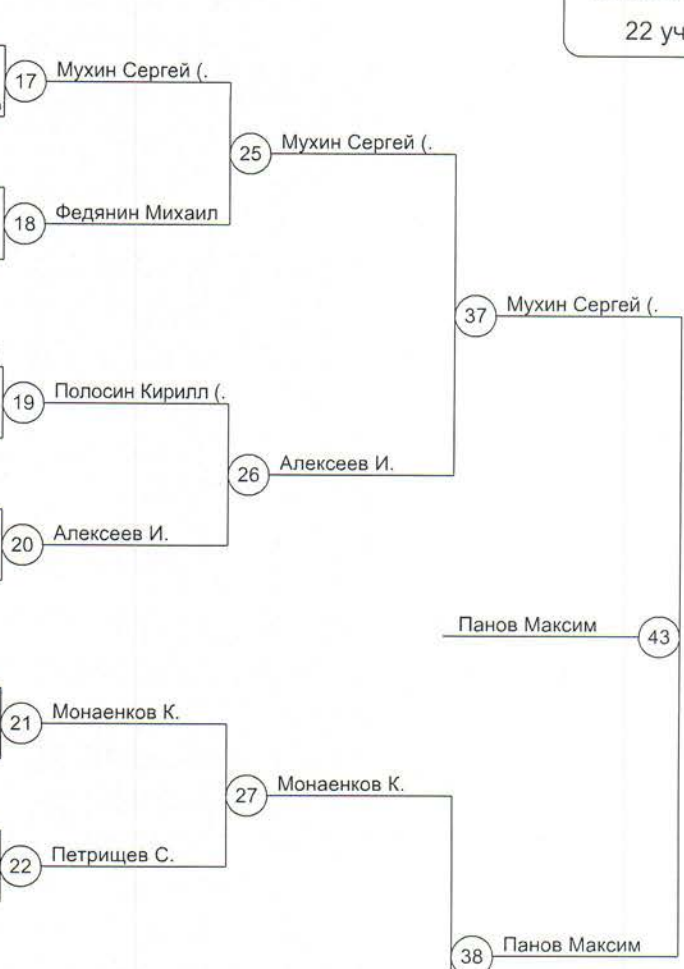 22 уч
17 Мухин Сергей (.
25 Мухин Сергей (.
18 Федянин Михаил
37 Мухин Сергей (.
19 Полосин Кирилл (.
26 Алексеев И.
20 Алексеев И.
Панов Максим 43
21 Монаенков К.
27 Монаенков К.
22 Петрищев С.
38 Панов Максим